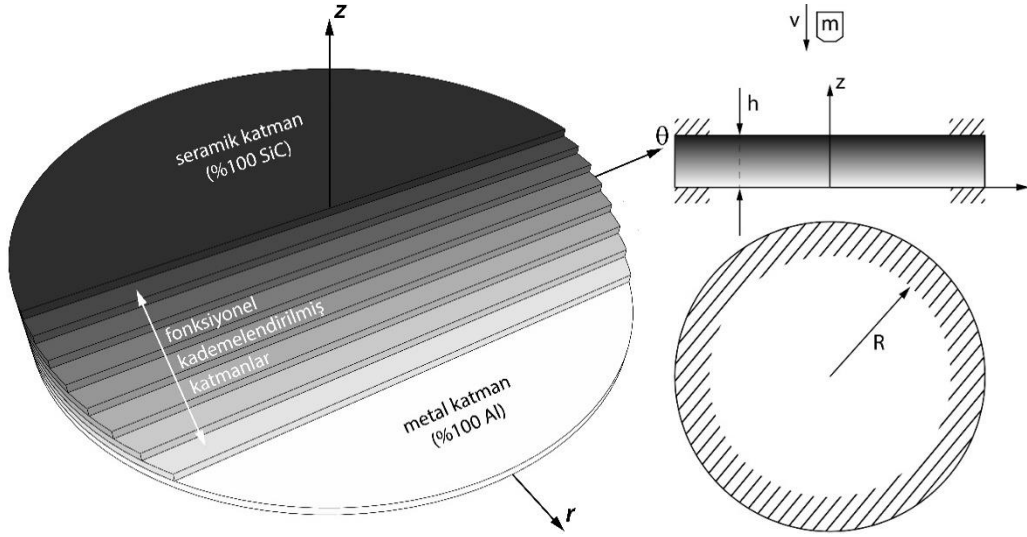 z
seramik katman
(%100 SiC)
θ
fonksiyonel
kademelendirilmiş
katmanlar
metal katman
(%100 Al)
r
v
m
h
z
R